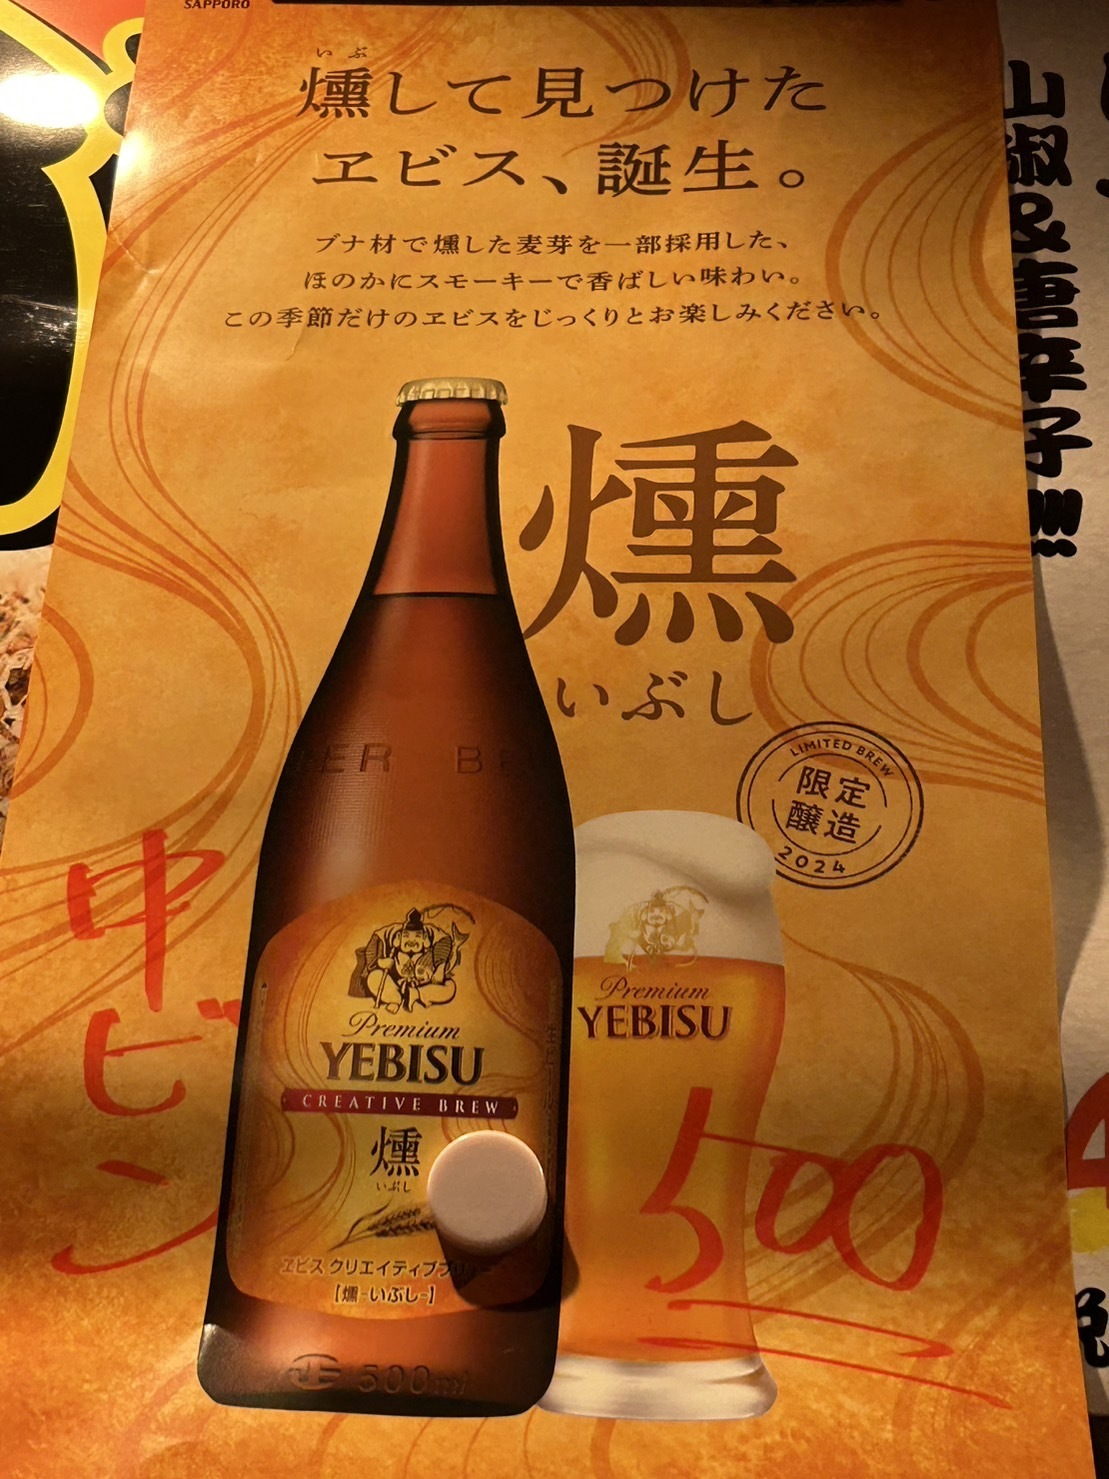 SAPPORO
いぶ
燻して見つけた
ヱビス、誕生。
ブナ材で燻した麦芽を一部採用した、
ほのかにスモーキーで香ばしい味わい。
この季節だけのヱビスをじっくりとお楽しみください。
燻
いぶし
LIMITED BREW
限定
醸造
2024
山椒&唐辛子!!!
BEER BE
Premium
YEBISU
CREATIVE BREW
燻
いぶし
ヱビス クリエイティブブ
【燻-いぶし-】
500ml
Premium
YEBISU
中ビン
500